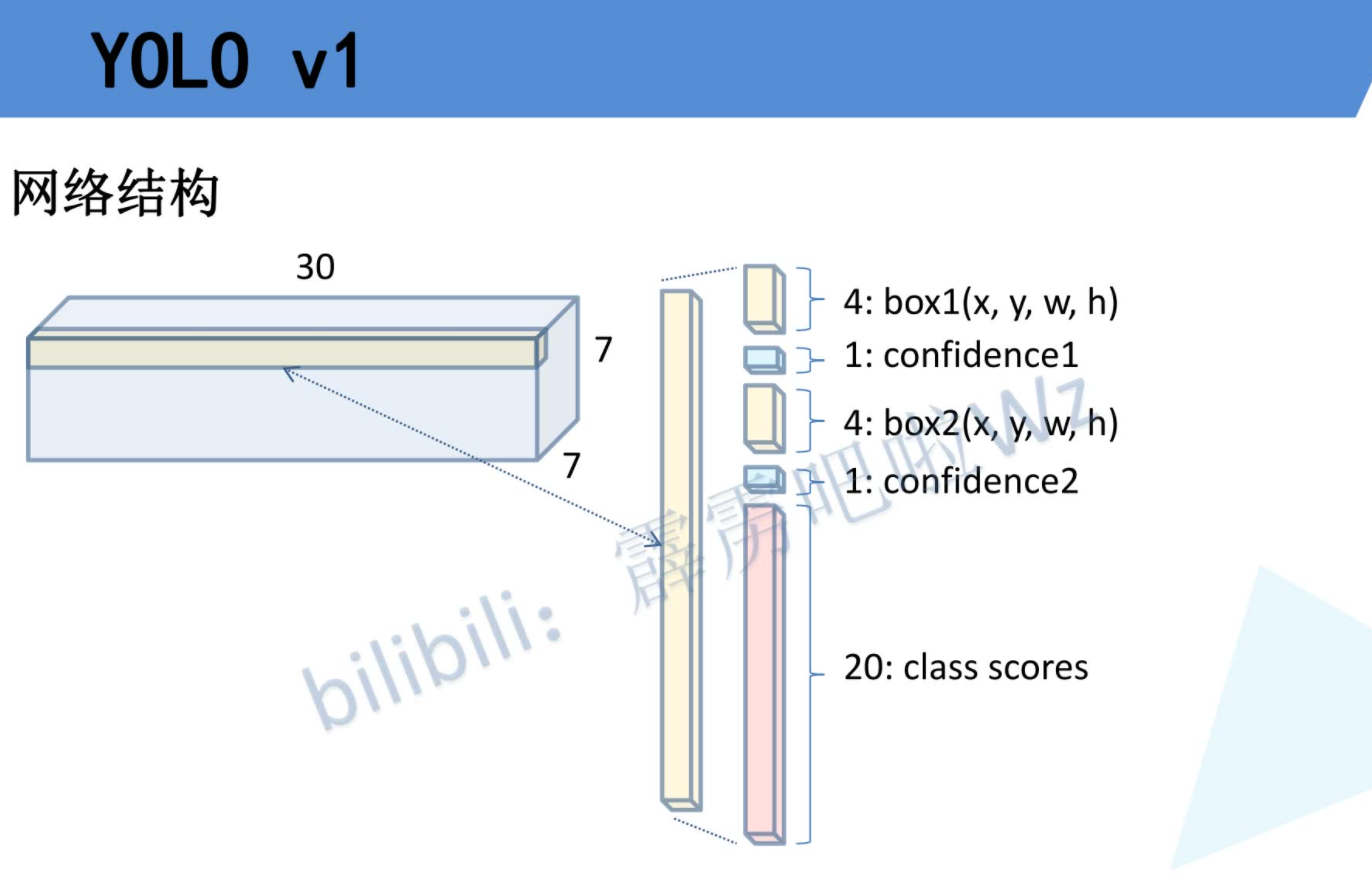 YOLO v1
网络结构
30
7
7
4: box1(x, y, w, h)
1: confidence1
4: box2(x, y, w, h)
1: confidence2
20: class scores
bilibili: 霹雳吧啦Wz